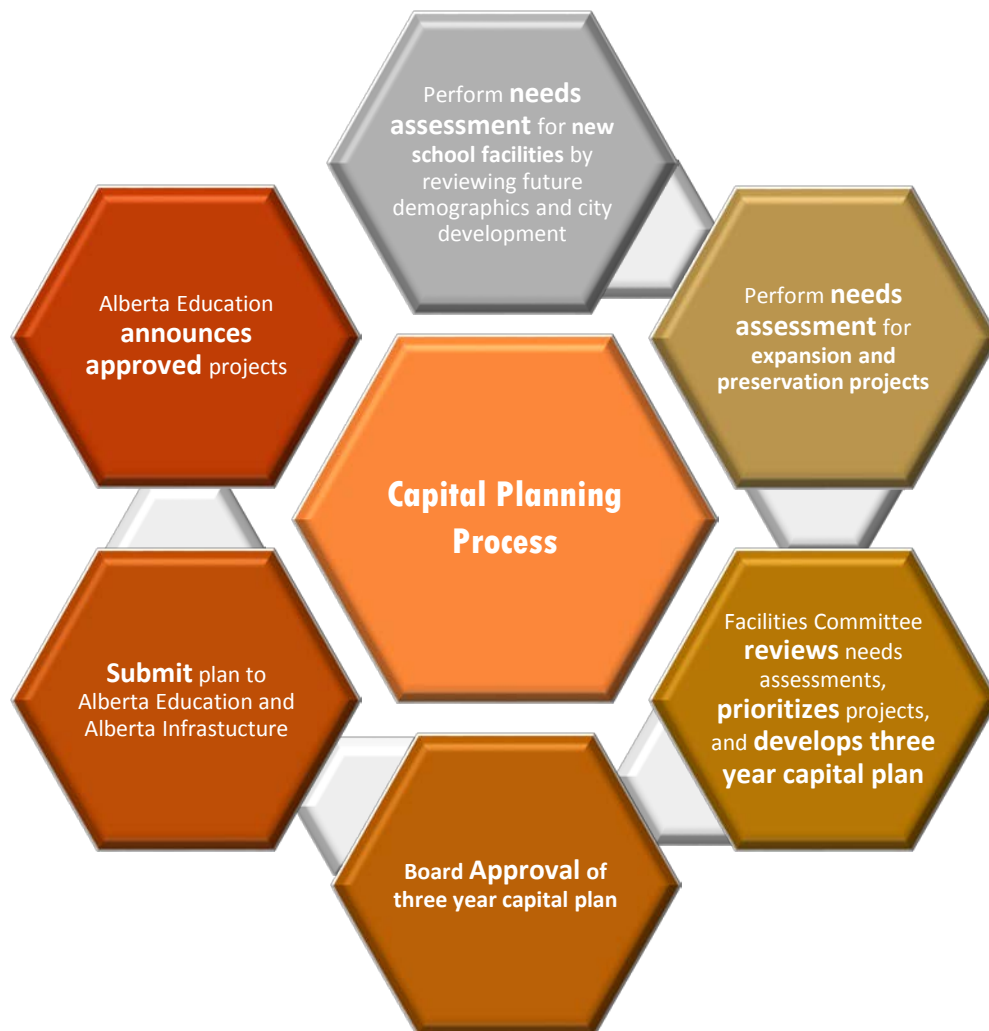 Perform needs
assessment for new
school facilities by
reviewing future
demographics and city
development
Perform needs
assessment for
expansion and
preservation projects
Facilities Committee
reviews needs
assessments,
prioritizes projects,
and develops three
year capital plan
Board Approval of
three year capital plan
Submit plan to
Alberta Education and
Alberta Infrastucture
Alberta Education
announces
approved projects
Capital Planning
Process